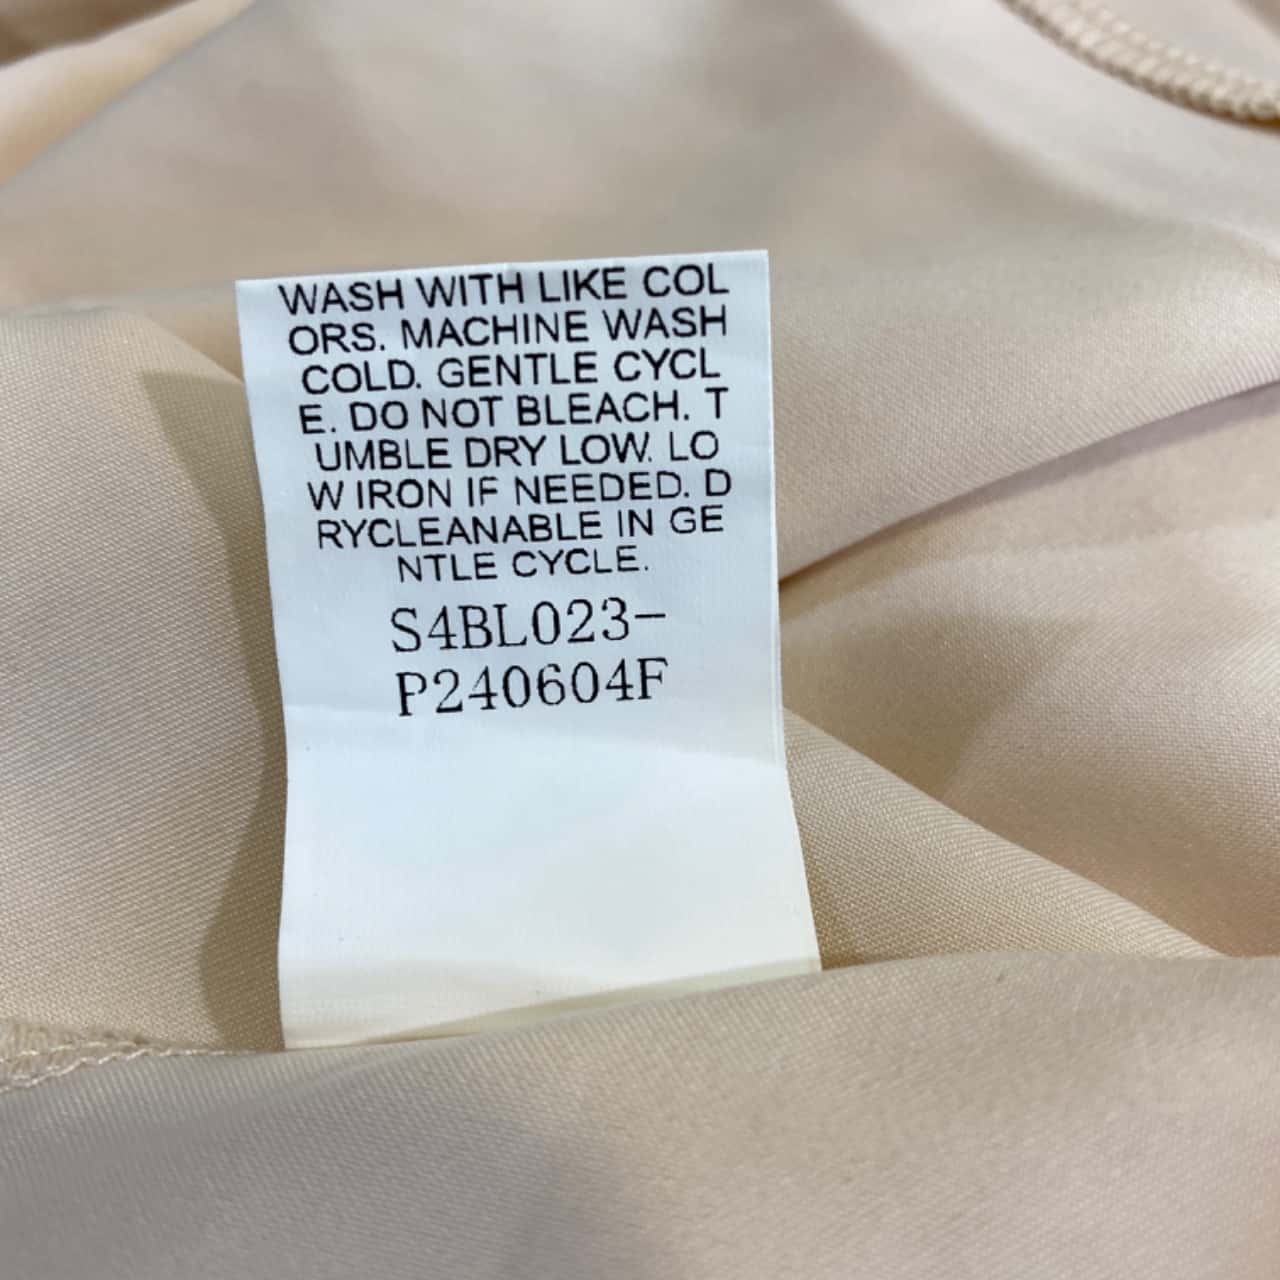 WASH WITH LIKE COL
ORS. MACHINE WASH
COLD. GENTLE CYCL
E. DO NOT BLEACH. T
UMBLE DRY LOW. LO
W IRON IF NEEDED. D
RYCLEANABLE IN GE
NTLE CYCLE.
S4BL023-
P240604F